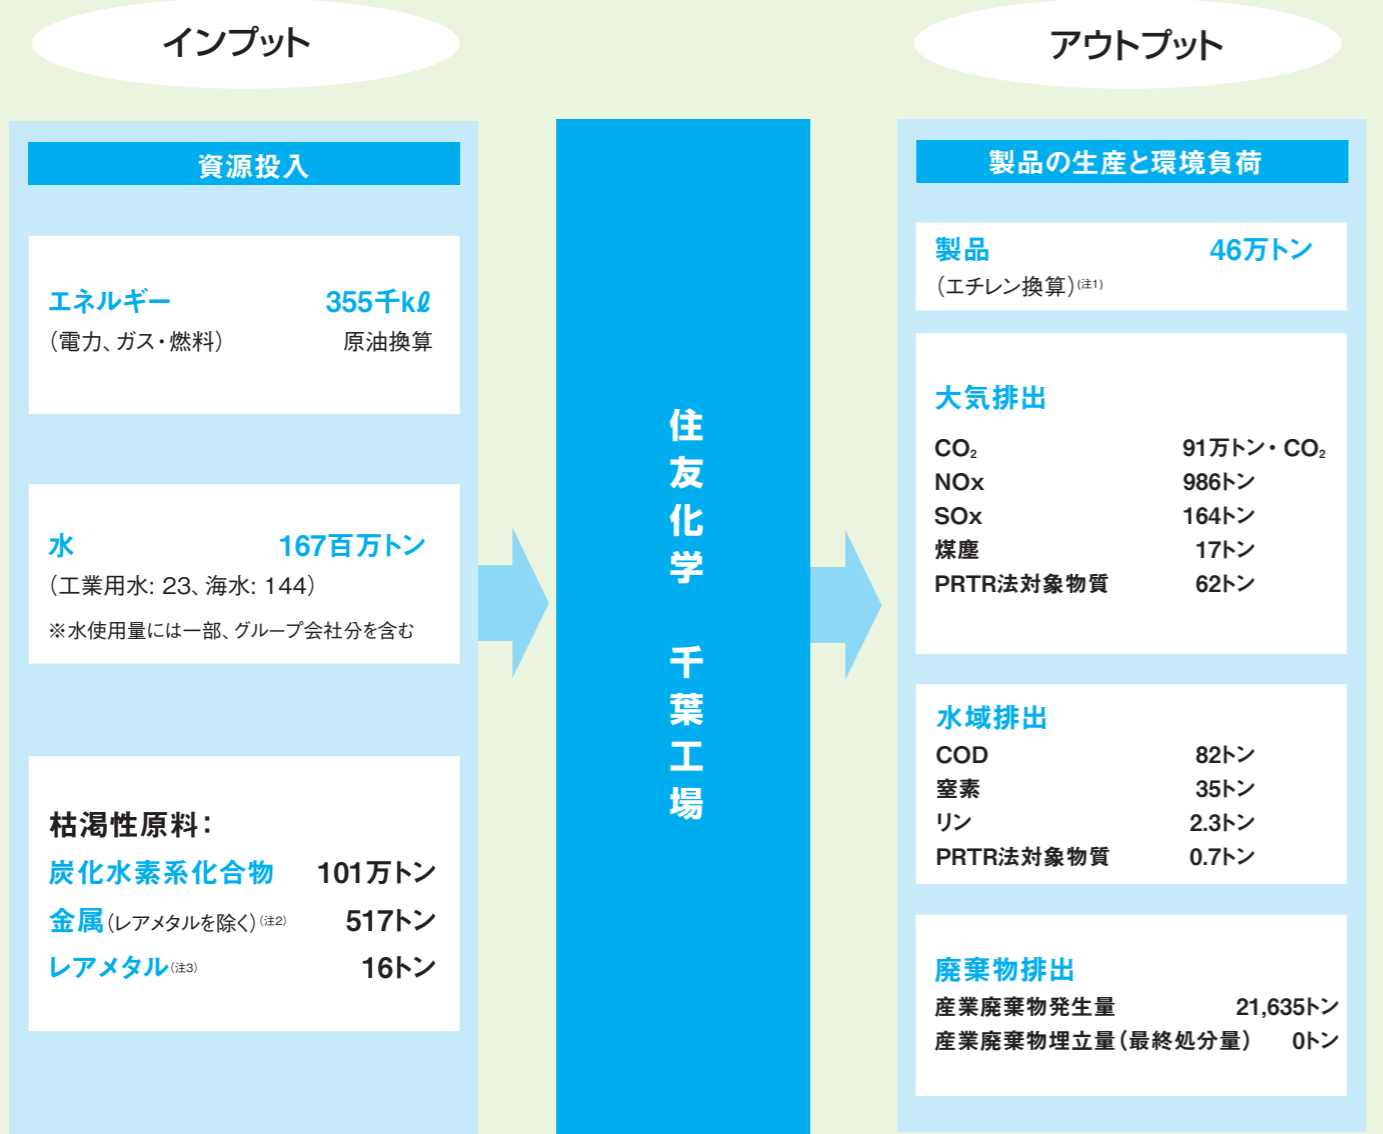 インプット
資源投入
エネルギー 355千kℓ
（電力、ガス・燃料） 原油換算
水 167百万トン
（工業用水: 23、海水: 144）
※水使用量には一部、グループ会社分を含む
枯渇性原料：
炭化水素系化合物 101万トン
金属（レアメタルを除く）（注2） 517トン
レアメタル（注3） 16トン
住友化学 千葉工場
アウトプット
製品の生産と環境負荷
製品 46万トン
（エチレン換算）（注1）
大気排出
CO₂ 91万トン・CO₂
NOx 986トン
SOx 164トン
煤塵 17トン
PRTR法対象物質 62トン
水域排出
COD 82トン
窒素 35トン
リン 2.3トン
PRTR法対象物質 0.7トン
廃棄物排出
産業廃棄物発生量 21,635トン
産業廃棄物埋立量（最終処分量） 0トン